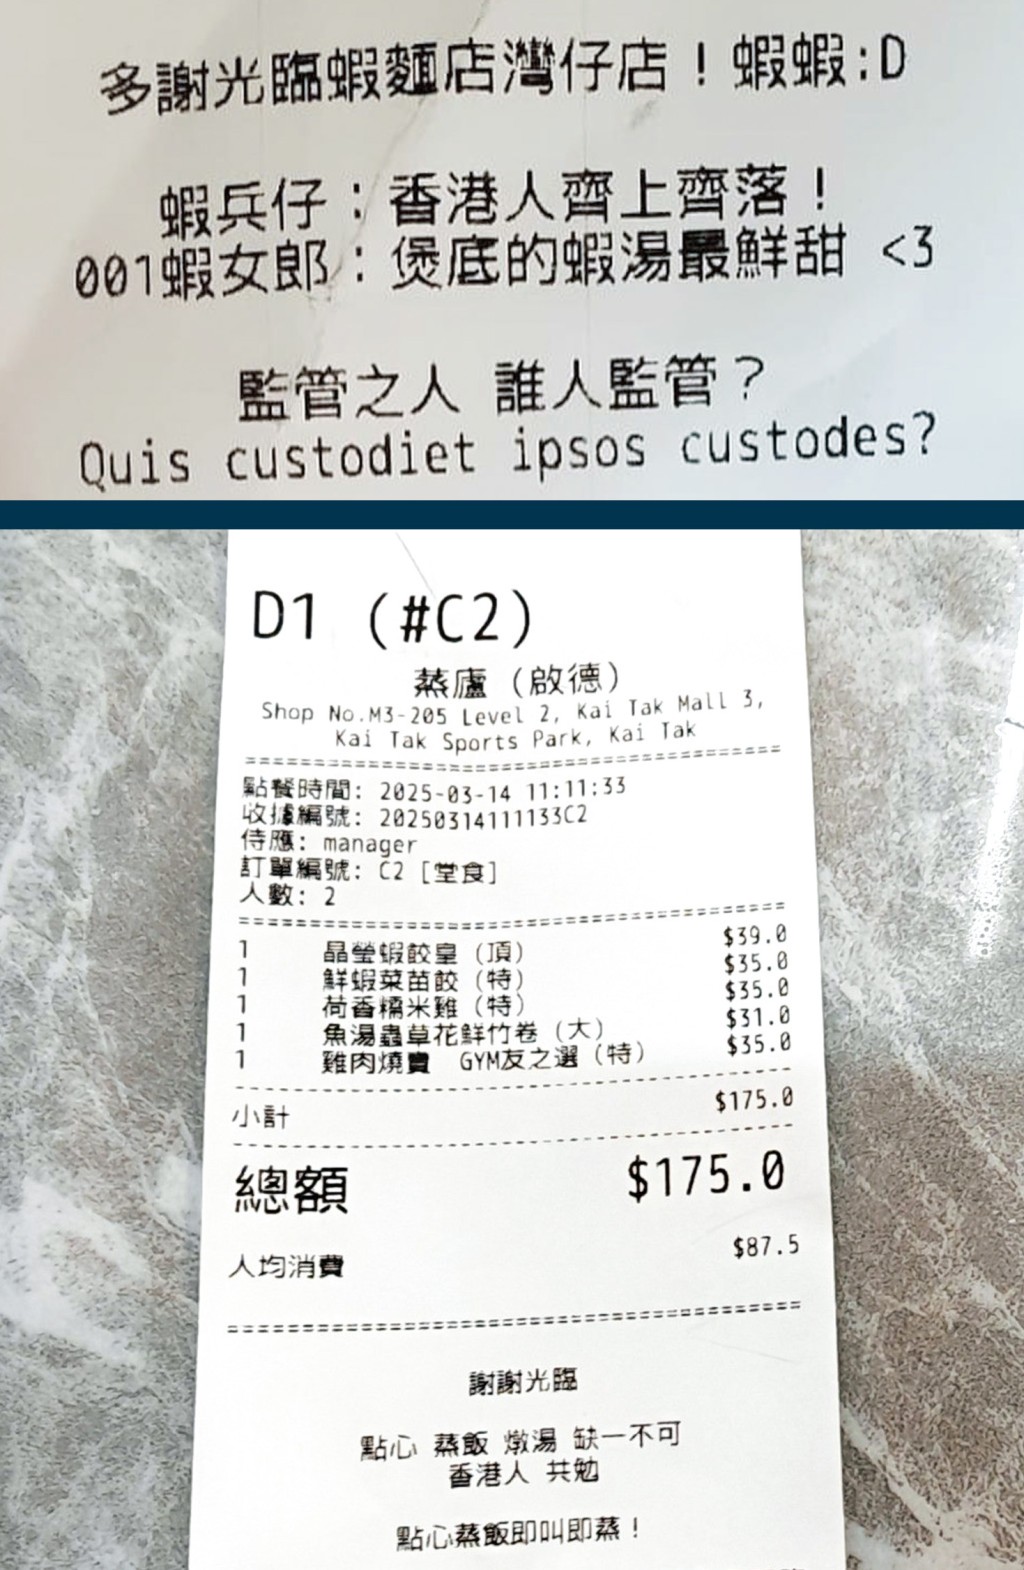 多謝光臨蝦麵店灣仔店！蝦蝦:D
蝦兵仔：香港人齊上齊落！
001蝦女郎：煲底的蝦湯最鮮甜 <3
監管之人 誰人監管？
Quis custodiet ipsos custodes?
D1 (#C2)
蒸廬 (啟德)
Shop No.M3-205 Level 2, Kai Tak Mall 3,
Kai Tak Sports Park, Kai Tak
點餐時間: 2025-03-14 11:11:33
收據編號: 20250314111133C2
侍應: manager
訂單編號: C2 [堂食]
人數: 2
1 晶瑩蝦餃皇 (頂) $39.0
1 鮮蝦菜苗餃 (特) $35.0
1 荷香糯米雞 (特) $35.0
1 魚湯蟲草花鮮竹卷 (大) $31.0
1 雞肉燒賣 GYM友之選 (特) $35.0
小計 $175.0
總額 $175.0
人均消費 $87.5
謝謝光臨
點心 蒸飯 燉湯 缺一不可
香港人 共勉
點心蒸飯即叫即蒸！